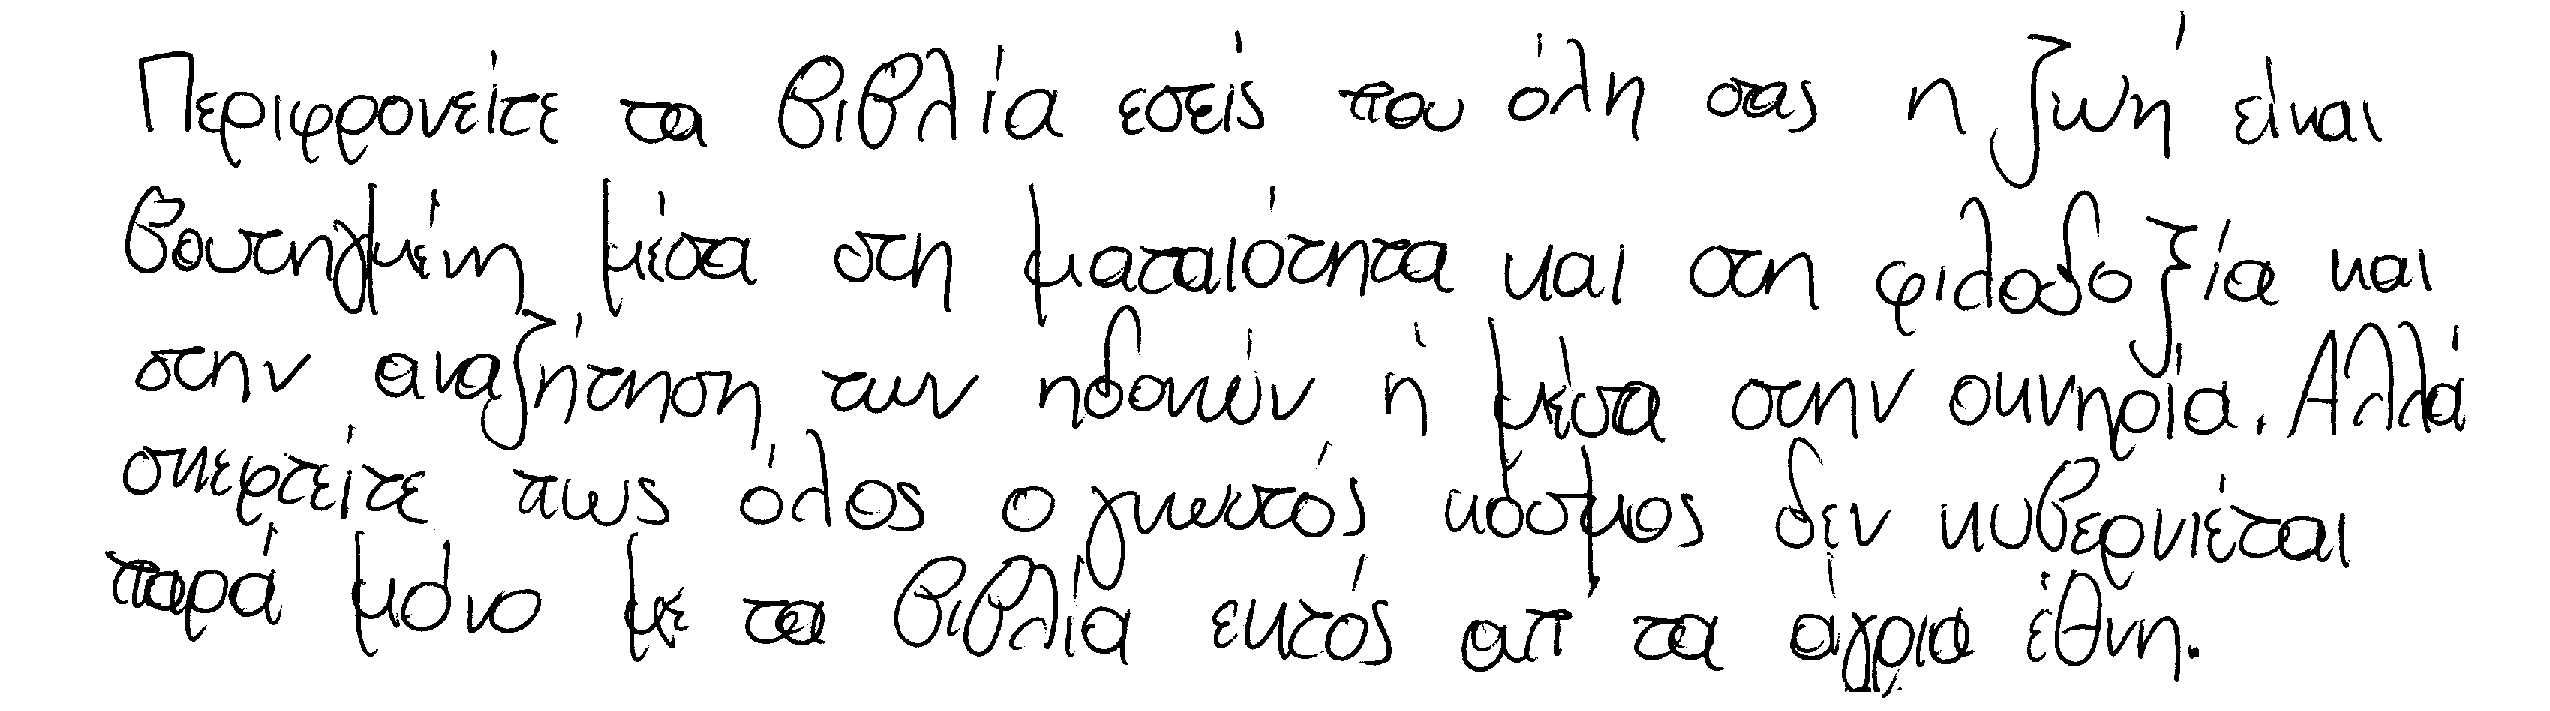 Περιφρονείτε τα βιβλία εσείς που όλη σας η ζωή είναι
βουτηγμένη μέσα στη ματαιότητα και στη φιλοδοξία και
στην αναζήτηση των ηδονών ή μέσα στην οκνηρία. Αλλά
σκεφτείτε πως όλος ο γνωστός κόσμος δεν κυβερνιέται
παρά μόνο με τα βιβλία εκτός απ' τα άγρια έθνη.